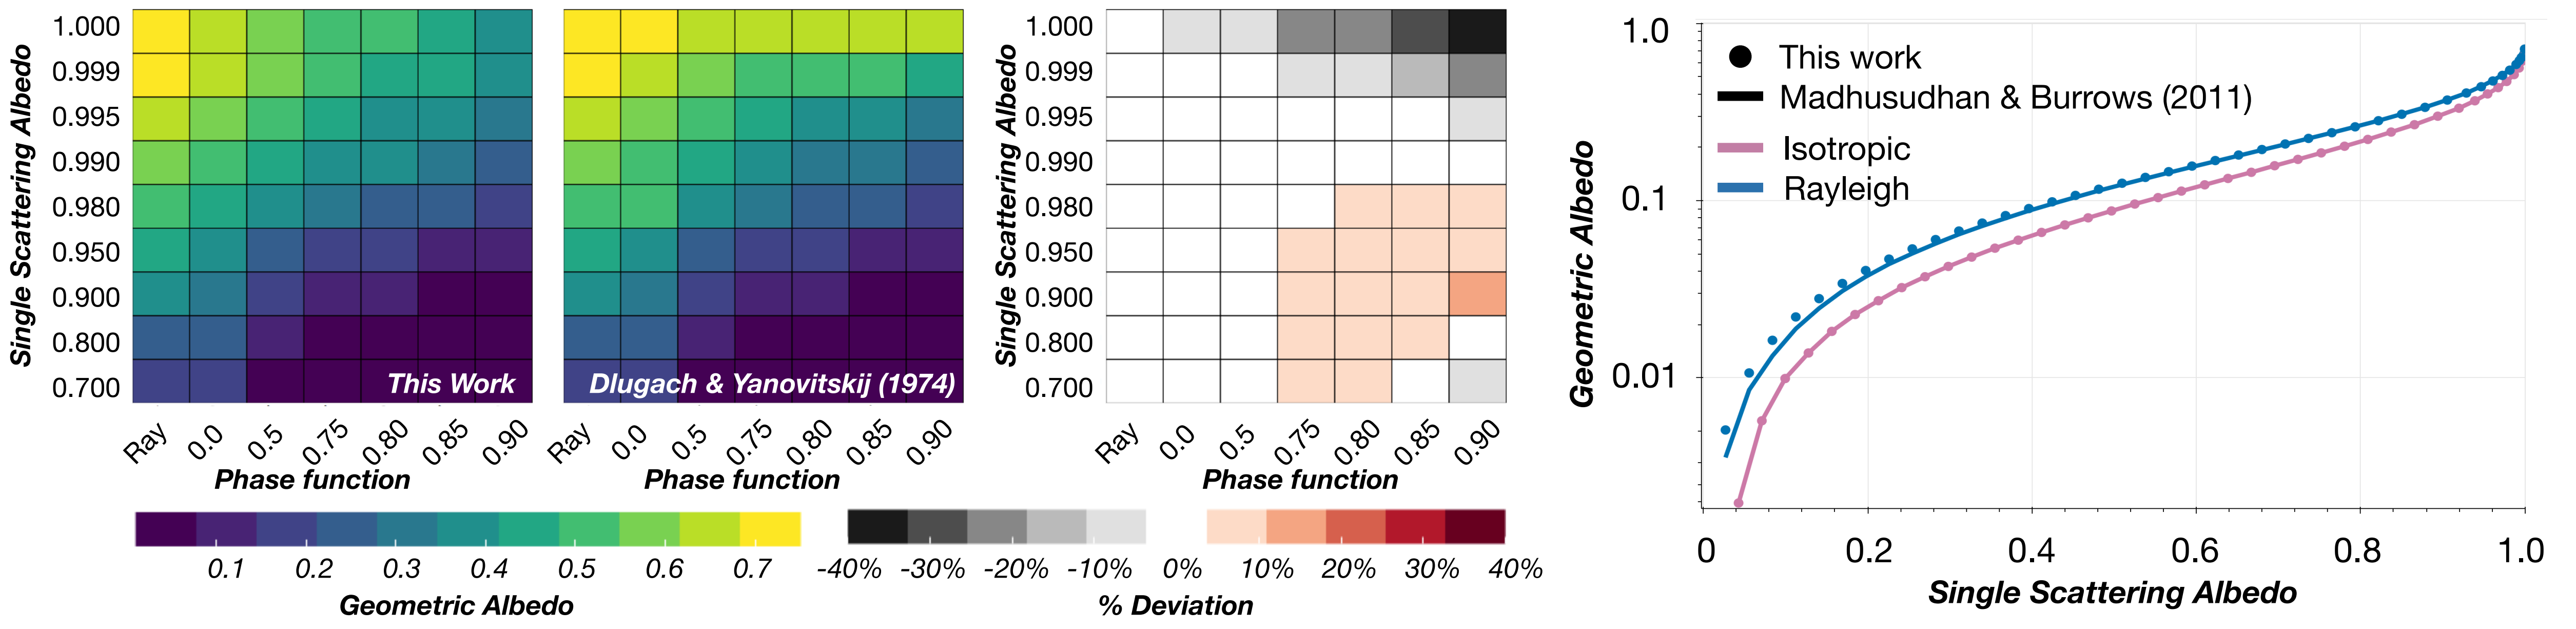 Single Scattering Albedo
1.000
0.999
0.995
0.990
0.980
0.950
0.900
0.800
0.700
This Work
Ray
0.0
0.5
0.75
0.80
0.85
0.90
Phase function
Dlugach & Yanovitskij (1974)
Ray
0.0
0.5
0.75
0.80
0.85
0.90
Phase function
0.1 0.2 0.3 0.4 0.5 0.6 0.7
Geometric Albedo
Single Scattering Albedo
1.000
0.999
0.995
0.990
0.980
0.950
0.900
0.800
0.700
Ray
0.0
0.5
0.75
0.80
0.85
0.90
Phase function
-40% -30% -20% -10% 0% 10% 20% 30% 40%
% Deviation
Geometric Albedo
1.0
0.1
0.01
This work
Madhusudhan & Burrows (2011)
Isotropic
Rayleigh
0 0.2 0.4 0.6 0.8 1.0
Single Scattering Albedo